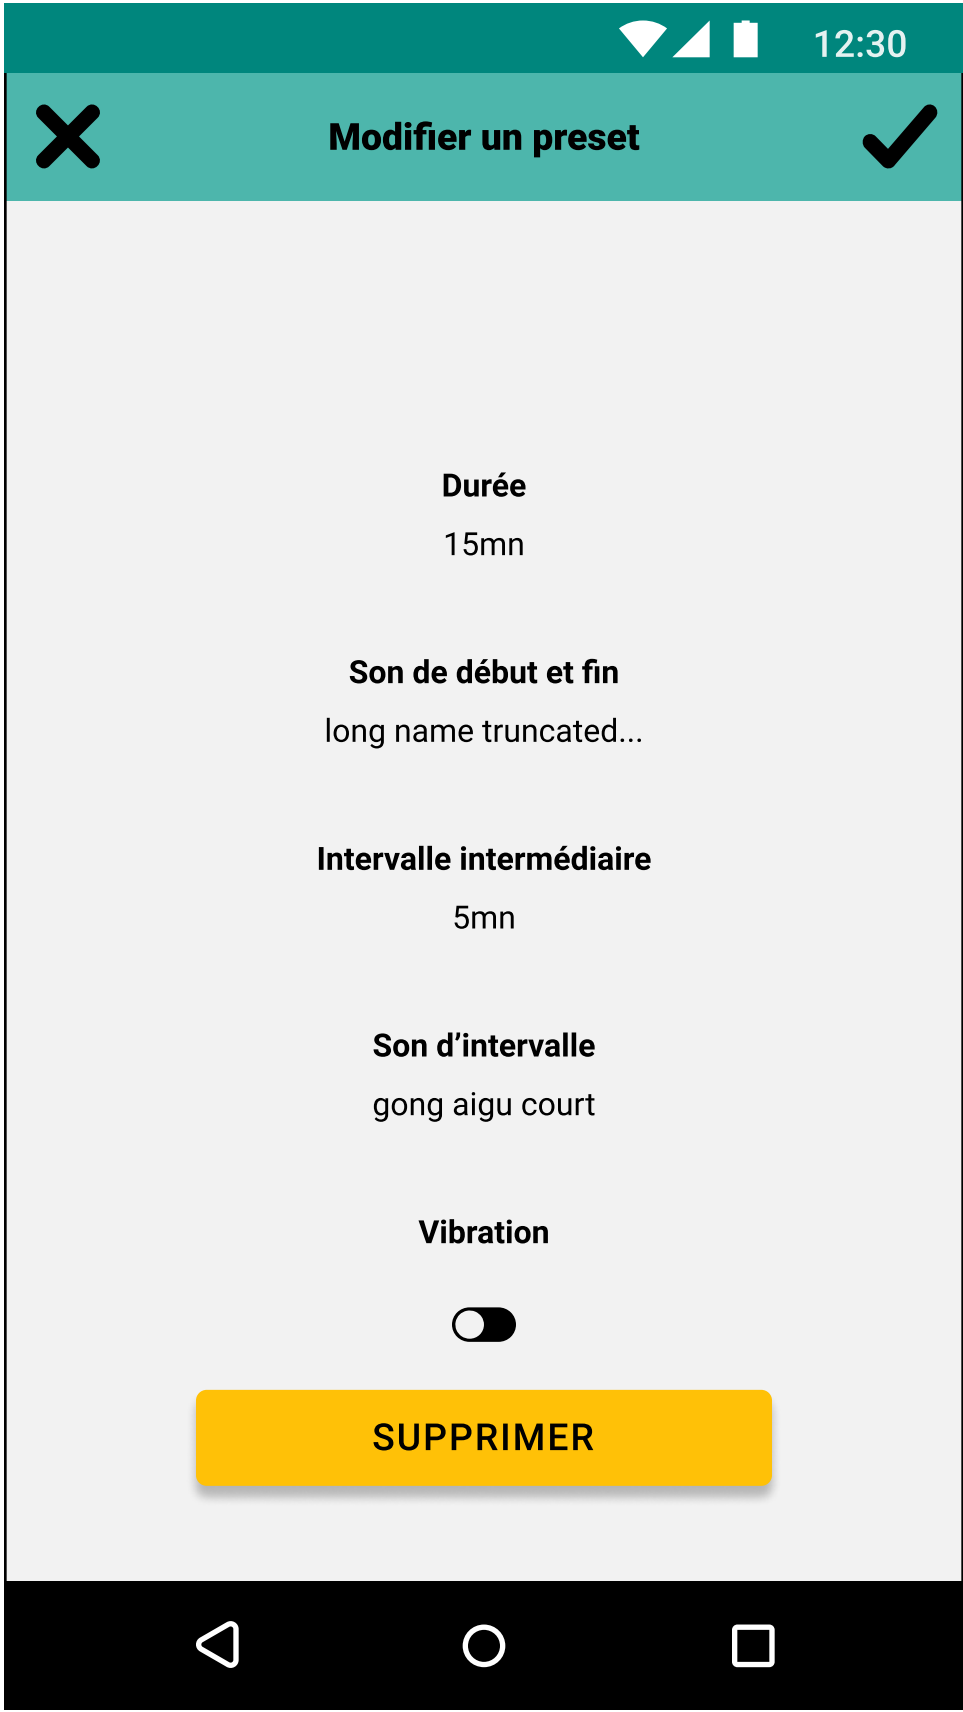 12:30
Modifier un preset
Durée
15mn
Son de début et fin
long name truncated...
Intervalle intermédiaire
5mn
Son d’intervalle
gong aigu court
Vibration
SUPPRIMER